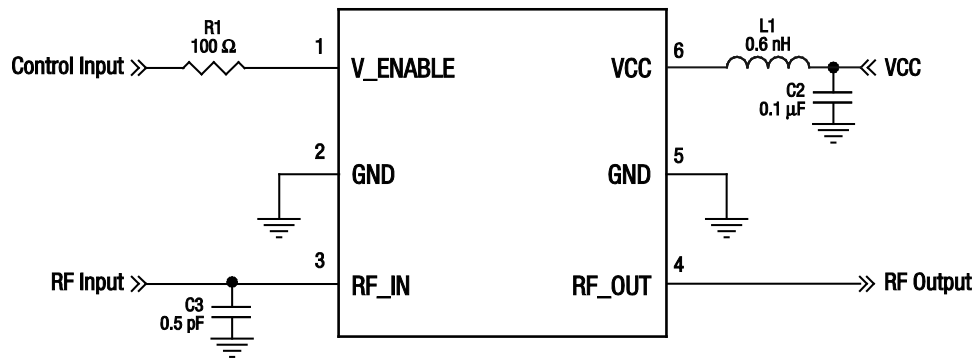 R1
100 Ω
Control Input
1
V_ENABLE
VCC
6
L1
0.6 nH
VCC
C2
0.1 μF
2
GND
GND
5
RF Input
3
RF_IN
RF_OUT
4
RF Output
C3
0.5 pF